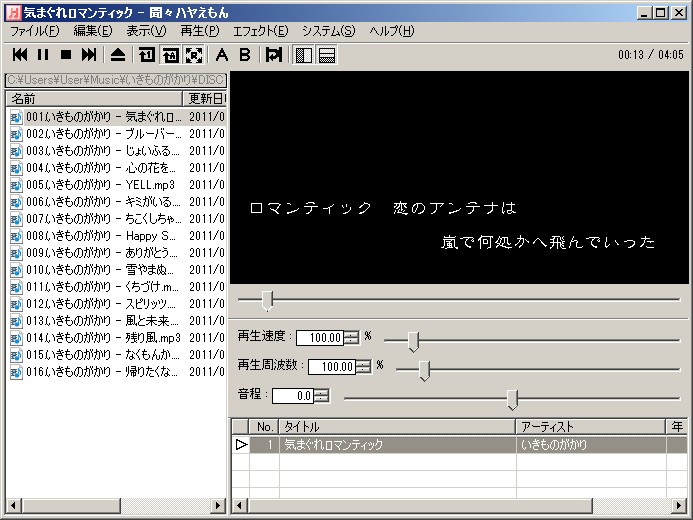 気まぐれロマンティック - 聞々ハヤえもん
ファイル(F) 編集(E) 表示(V) 再生(P) エフェクト(E) システム(S) ヘルプ(H)
1 A R A B 00:13 / 04:05
C:¥Users¥User¥Music¥いきものがかり¥DISC
名前 更新日
001.いきものがかり - 気まぐれロ... 2011/0
002.いきものがかり - ブルーバー... 2011/0
003.いきものがかり - じょいふる.... 2011/0
004.いきものがかり - 心の花を... 2011/0
005.いきものがかり - YELL.mp3 2011/0
006.いきものがかり - キミがいる.... 2011/0
007.いきものがかり - ちこくしちゃ... 2011/0
008.いきものがかり - Happy S... 2011/0
009.いきものがかり - ありがとう.... 2011/0
010.いきものがかり - 雪やまぬ... 2011/0
011.いきものがかり - くちづけ.m... 2011/0
012.いきものがかり - スピリッツ.... 2011/0
013.いきものがかり - 風と未来.... 2011/0
014.いきものがかり - 残り風.mp3 2011/0
015.いきものがかり - なくもんか... 2011/0
016.いきものがかり - 帰りたくな... 2011/0
ロマンティック 恋のアンテナは
嵐で何処かへ飛んでいった
再生速度 : 100.00 %
再生周波数 : 100.00 %
音程 : 0.0
No. タイトル アーティスト 年
1 気まぐれロマンティック いきものがかり